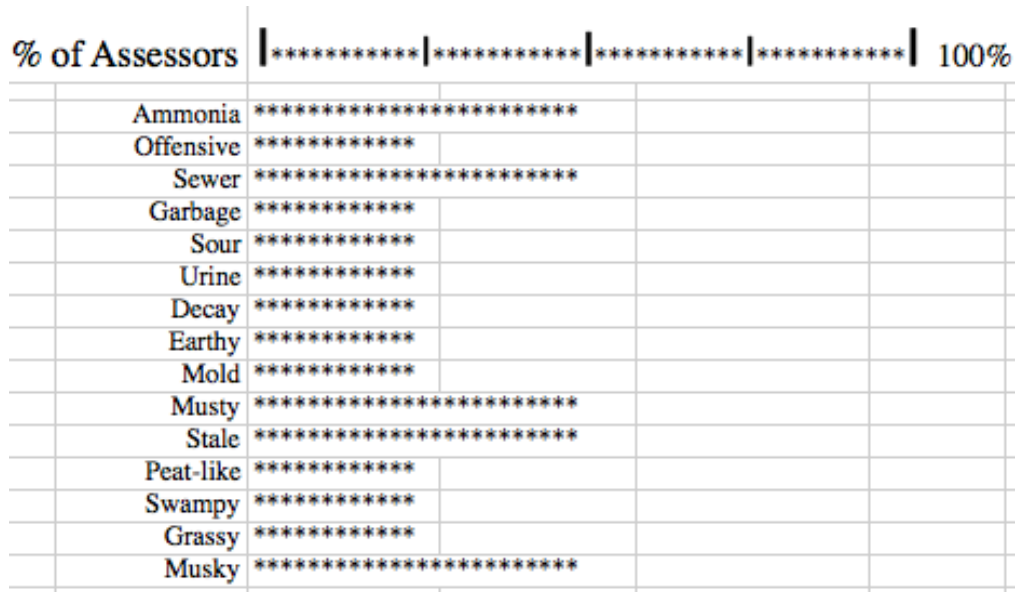 % of Assessors |***********|***********|***********|***********| 100%
Ammonia ************************
Offensive ************
Sewer ************************
Garbage ************
Sour ************
Urine ************
Decay ************
Earthy ************
Mold ************
Musty ************************
Stale ************************
Peat-like ************
Swampy ************
Grassy ************
Musky ************************